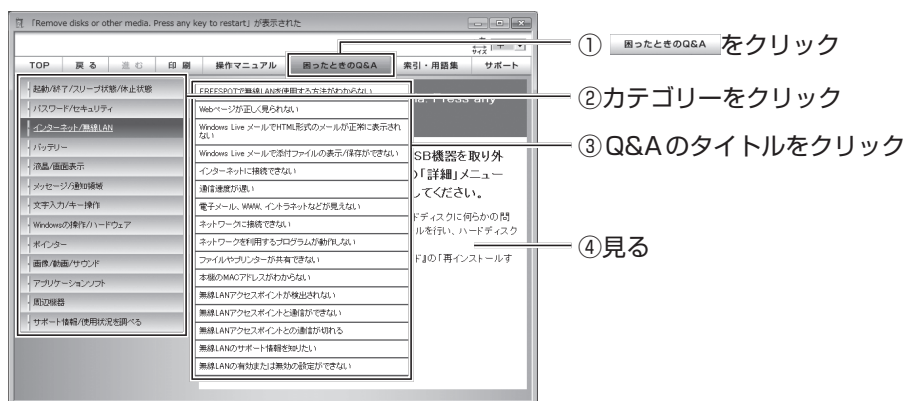 「Remove disks or other media. Press any key to restart」が表示された
サイズ 中
TOP 戻る 進む 印刷 操作マニュアル 困ったときのQ&A 索引・用語集 サポート
起動/終了/スリープ状態/休止状態
パスワード/セキュリティ
インターネット/無線LAN
バッテリー
液晶/画面表示
メッセージ/通知領域
文字入力/キー操作
Windowsの操作/ハードウェア
ポインター
画像/動画/サウンド
アプリケーションソフト
周辺機器
サポート情報/使用状況を調べる
FREESPOTで無線LANを使用する方法がわからない
Webページが正しく見られない
Windows Live メールでHTML形式のメールが正常に表示され
ない
Windows Live メールで添付ファイルの表示/保存ができない
インターネットに接続できない
通信速度が遅い
電子メール、WWW、イントラネットなどが見えない
ネットワークに接続できない
ネットワークを利用するプログラムが動作しない
ファイルやプリンターが共有できない
本機のMACアドレスがわからない
無線LANアクセスポイントが検出されない
無線LANアクセスポイントと通信ができない
無線LANアクセスポイントとの通信が切れる
無線LANのサポート情報を知りたい
無線LANの有効または無効の設定ができない
ia. Press any
SB機器を取り外
の「詳細」メニュー
してください。
ドディスクに何らかの問
ルを行い、ハードディスク
ド』の「再インストールす
① 困ったときのQ&A をクリック
②カテゴリーをクリック
③Q&Aのタイトルをクリック
④見る